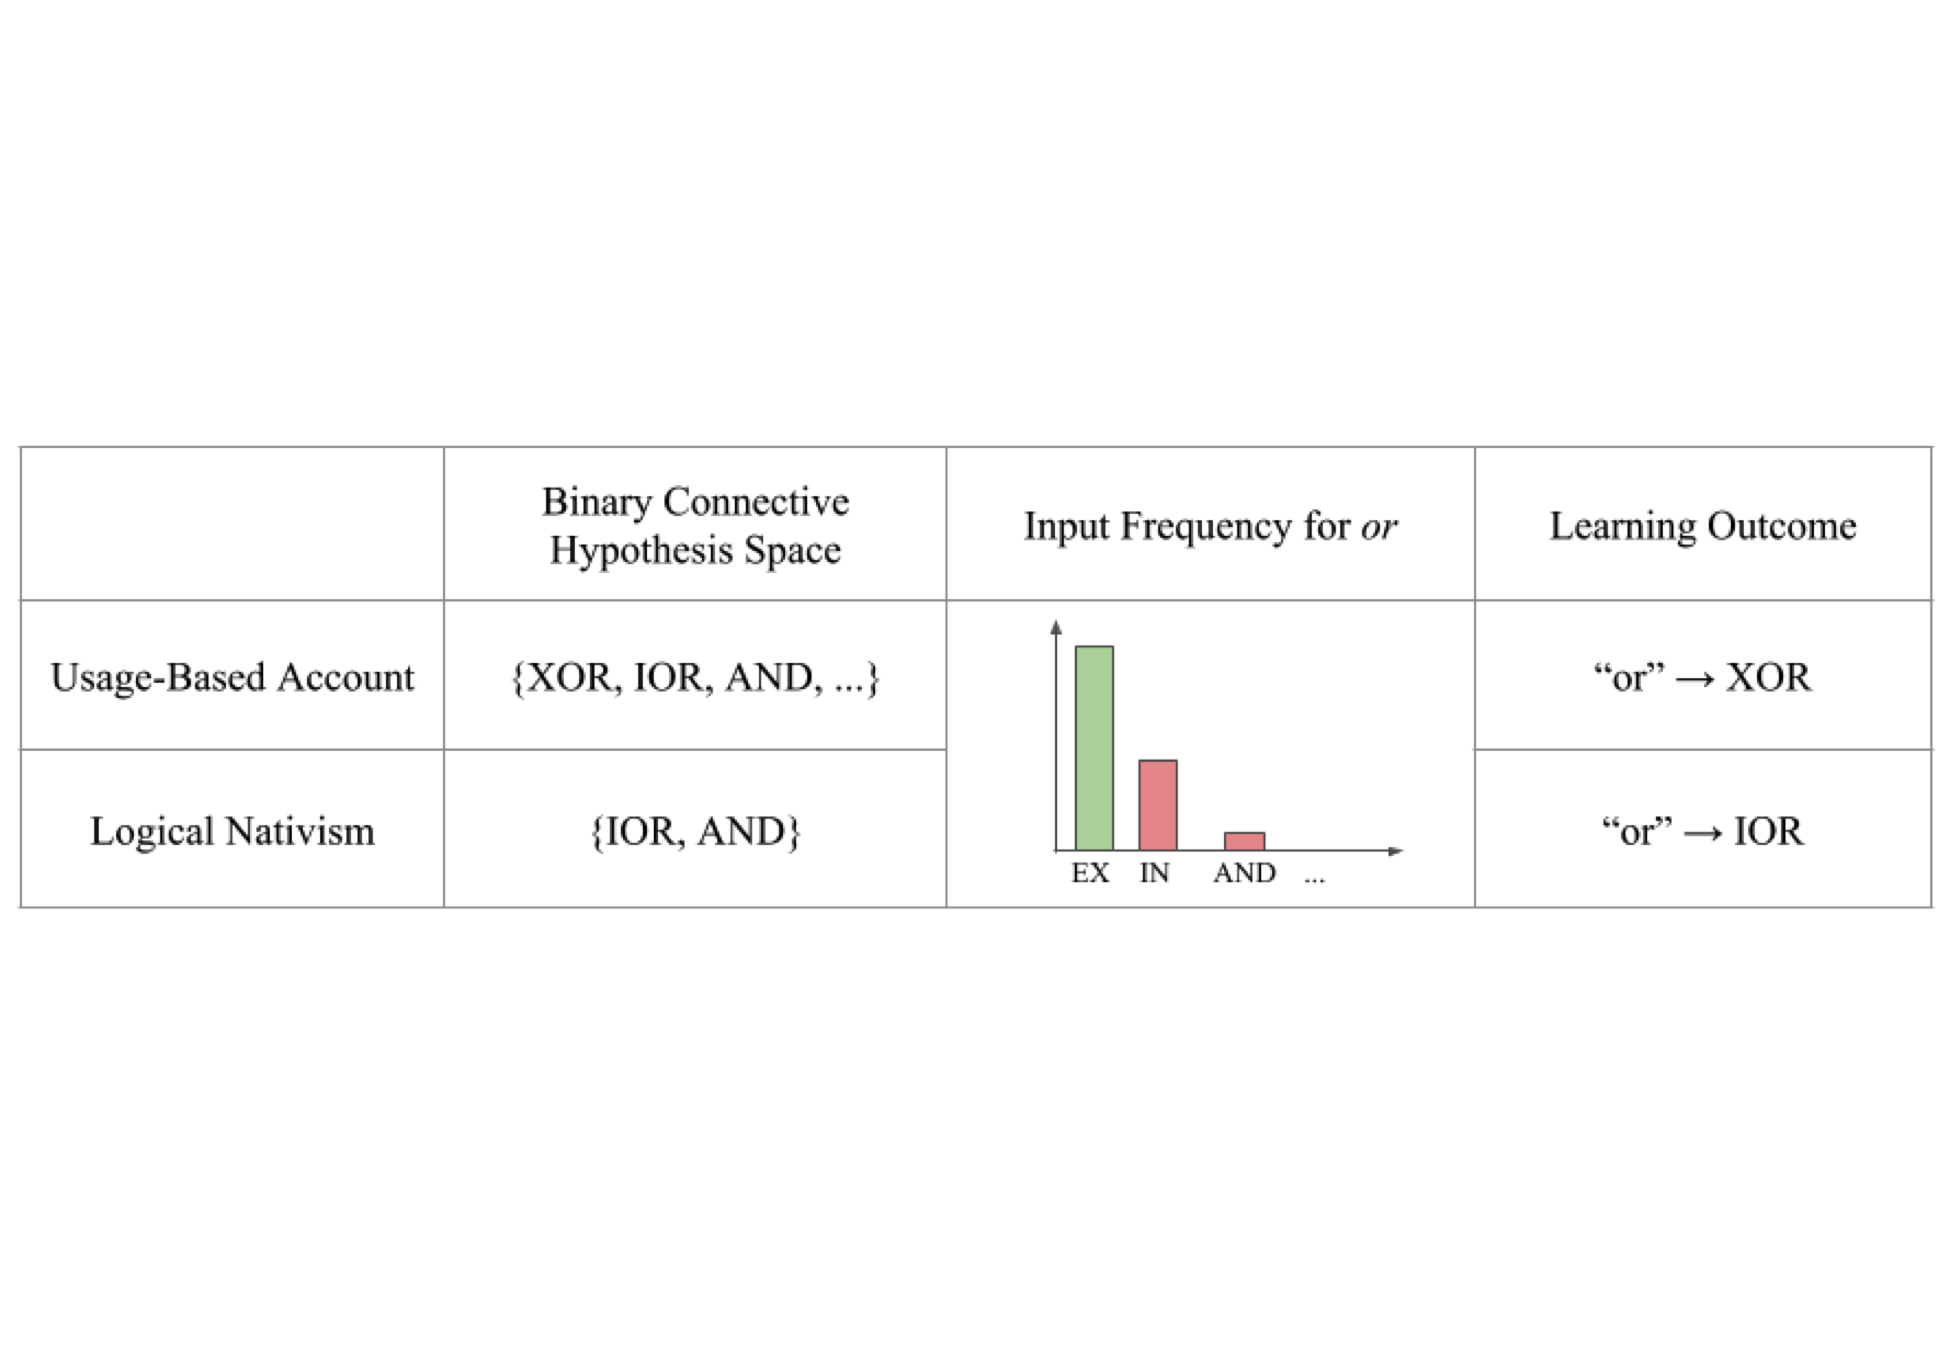 Binary Connective
Hypothesis Space
Input Frequency for or
Learning Outcome
Usage-Based Account
{XOR, IOR, AND, ...}
“or” → XOR
Logical Nativism
{IOR, AND}
EX IN AND ...
“or” → IOR